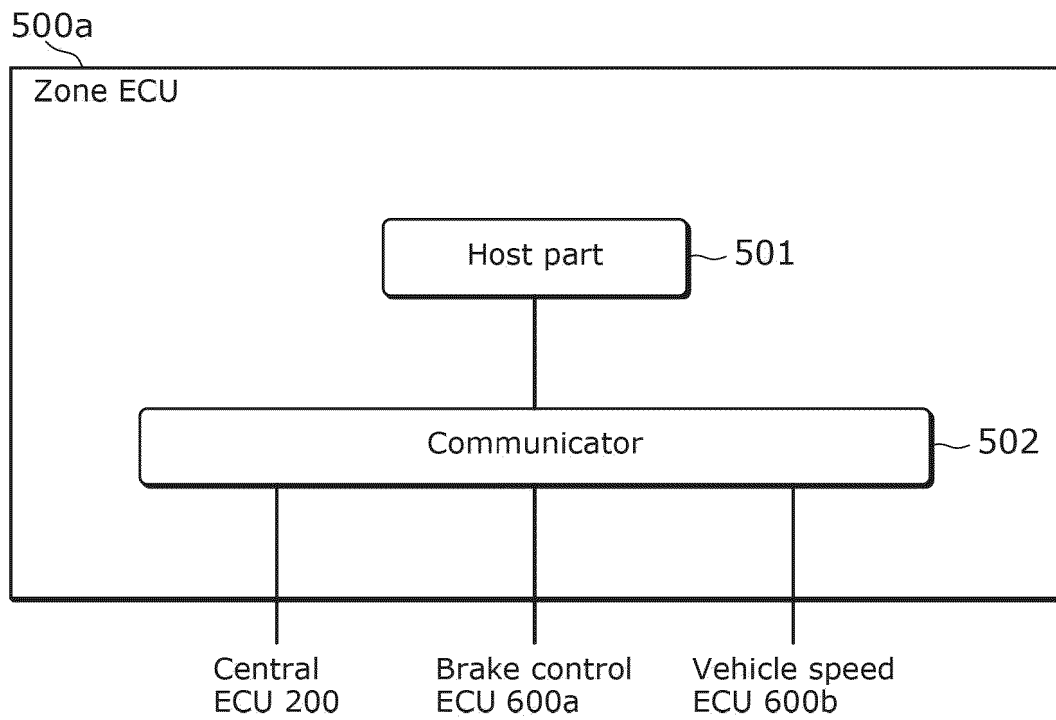 500a
Zone ECU
Host part
501
Communicator
502
Central
ECU 200
Brake control
ECU 600a
Vehicle speed
ECU 600b